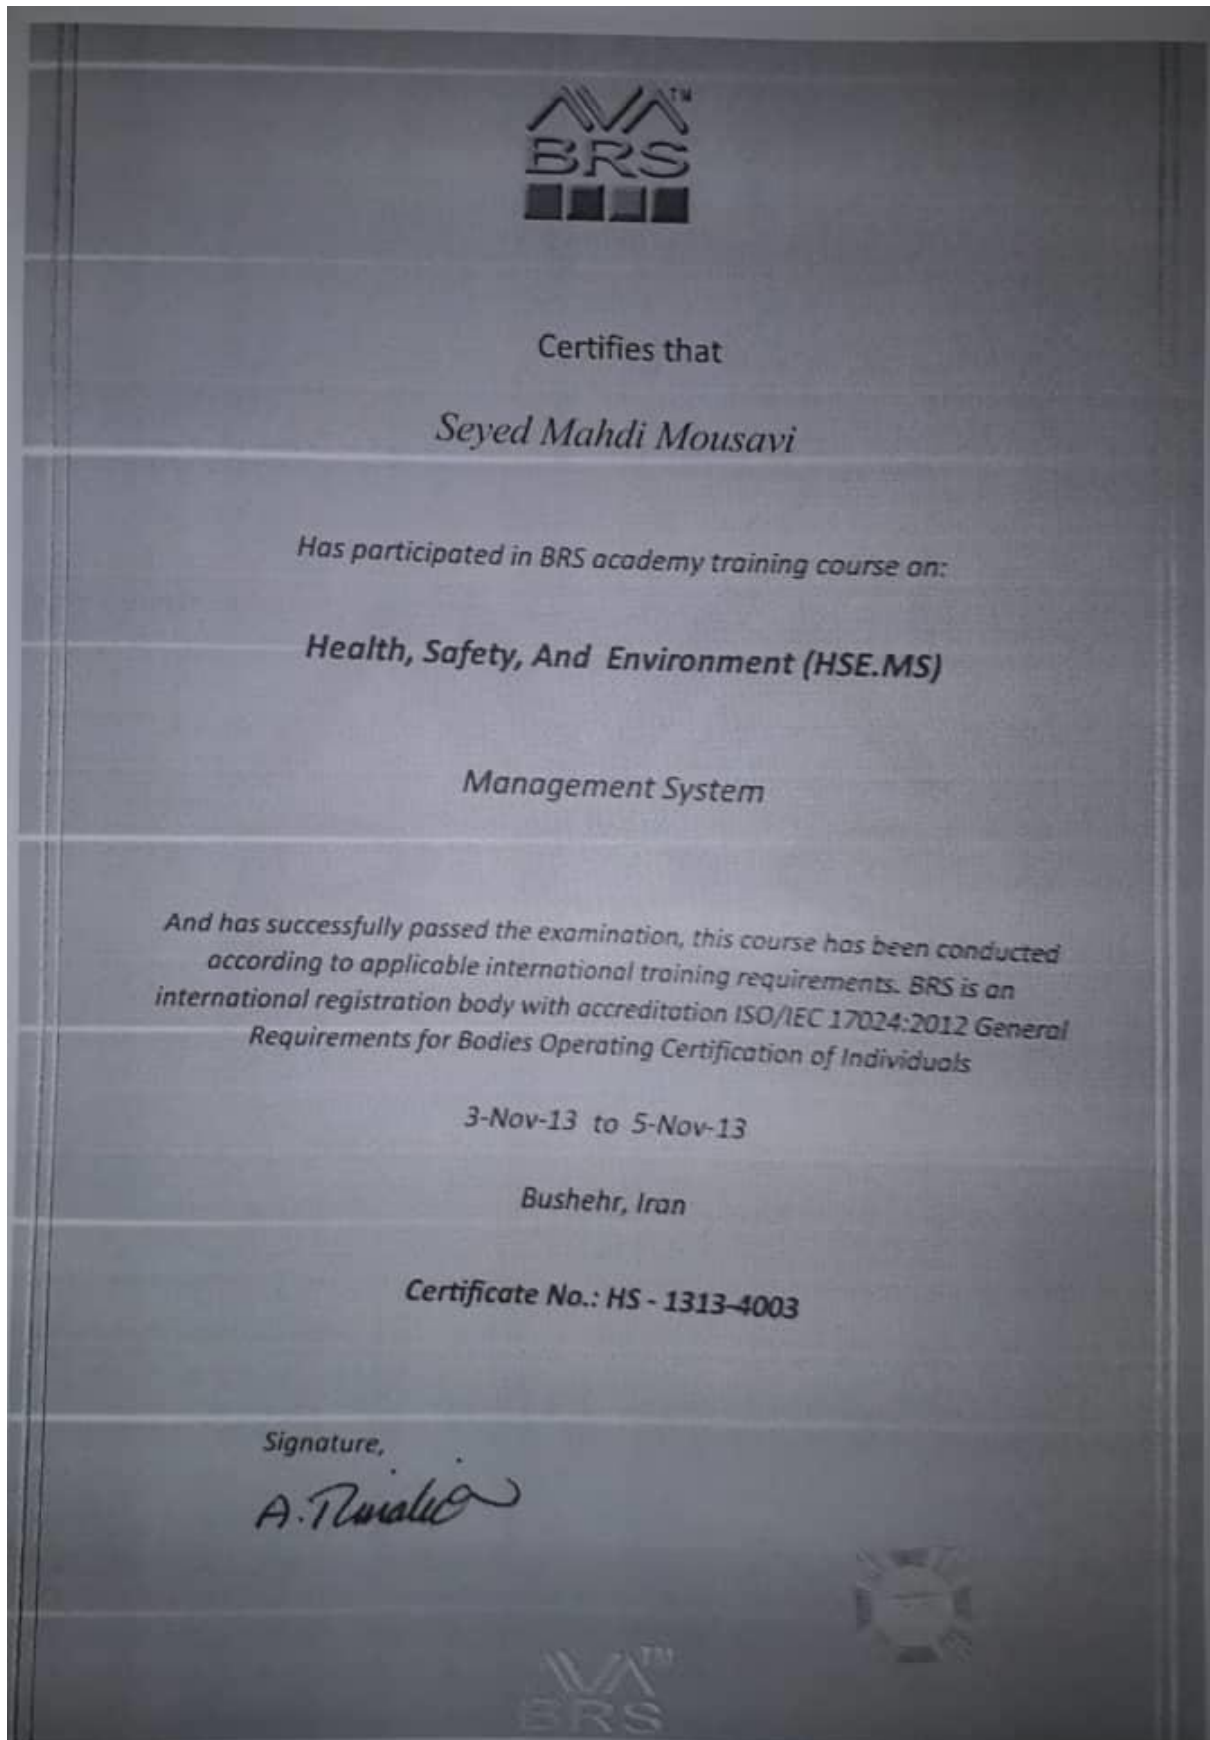 AVA™
BRS
Certifies that
Seyed Mahdi Mousavi
Has participated in BRS academy training course on:
Health, Safety, And Environment (HSE.MS)
Management System
And has successfully passed the examination, this course has been conducted
according to applicable international training requirements. BRS is an
international registration body with accreditation ISO/IEC 17024:2012 General
Requirements for Bodies Operating Certification of Individuals
3-Nov-13 to 5-Nov-13
Bushehr, Iran
Certificate No.: HS - 1313-4003
Signature,
A.
AVA™
BRS